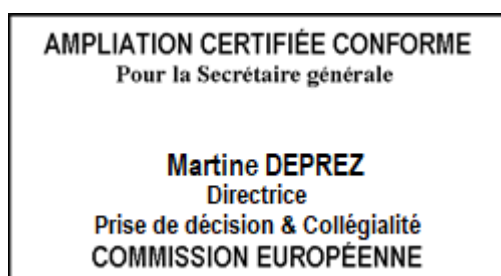 AMPLIATION CERTIFIÉE CONFORME
Pour la Secrétaire générale
Martine DEPREZ
Directrice
Prise de décision & Collégialité
COMMISSION EUROPÉENNE